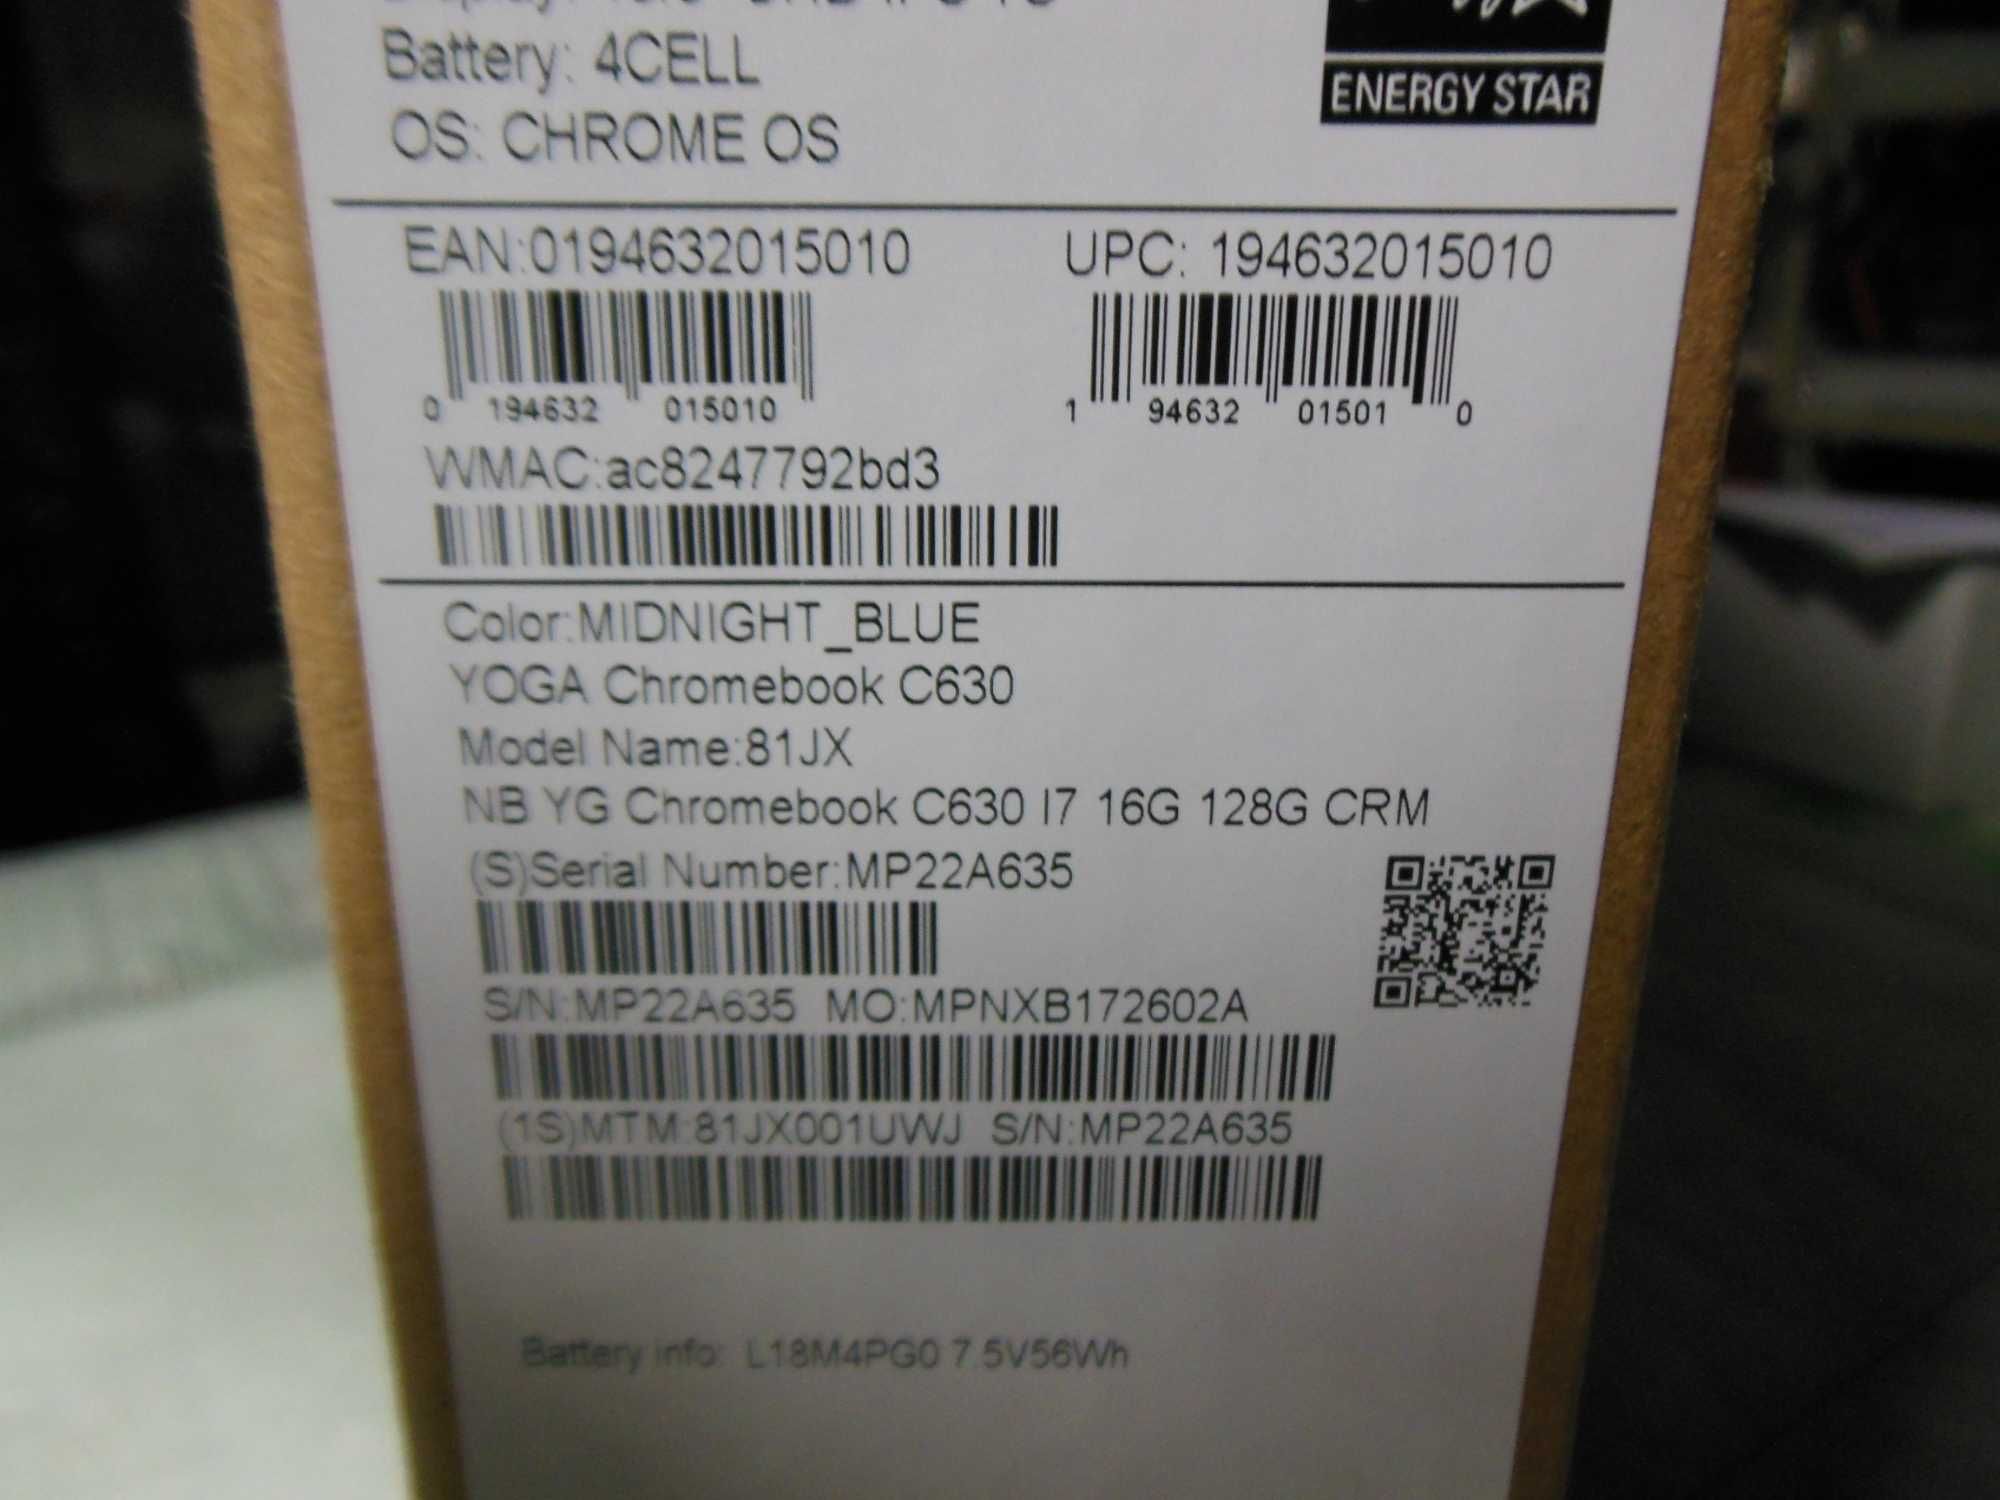 Battery: 4CELL
OS: CHROME OS
ENERGY STAR
EAN:0194632015010
UPC: 194632015010
0 194632 015010
1 94632 01501 0
WMAC:ac8247792bd3
Color:MIDNIGHT_BLUE
YOGA Chromebook C630
Model Name:81JX
NB YG Chromebook C630 I7 16G 128G CRM
(S)Serial Number:MP22A635
S/N:MP22A635 MO:MPNXB172602A
(1S)MTM:81JX001UWJ S/N:MP22A635
Battery info: L18M4PG0 7.5V56Wh